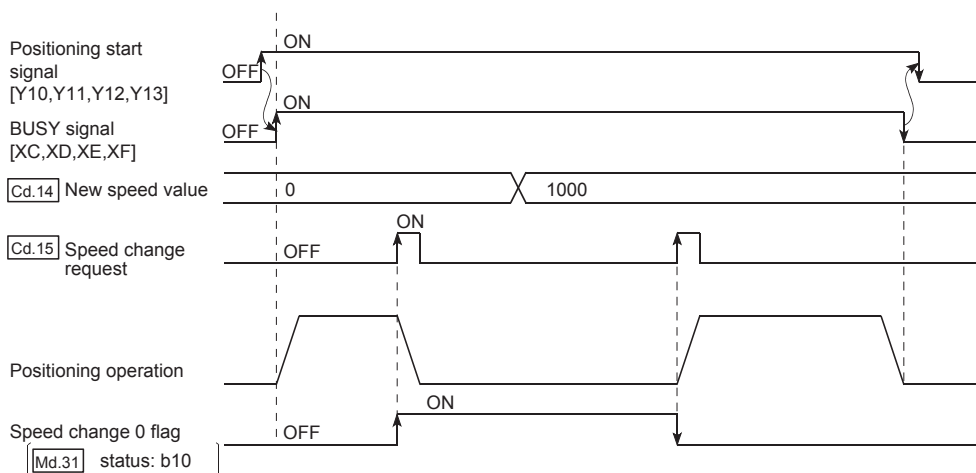 Positioning start
signal
[Y10,Y11,Y12,Y13]
OFF
ON
BUSY signal
[XC,XD,XE,XF]
OFF
ON
Cd.14 New speed value
0
1000
Cd.15 Speed change
request
OFF
ON
Positioning operation
Speed change 0 flag
Md.31 status: b10
OFF
ON